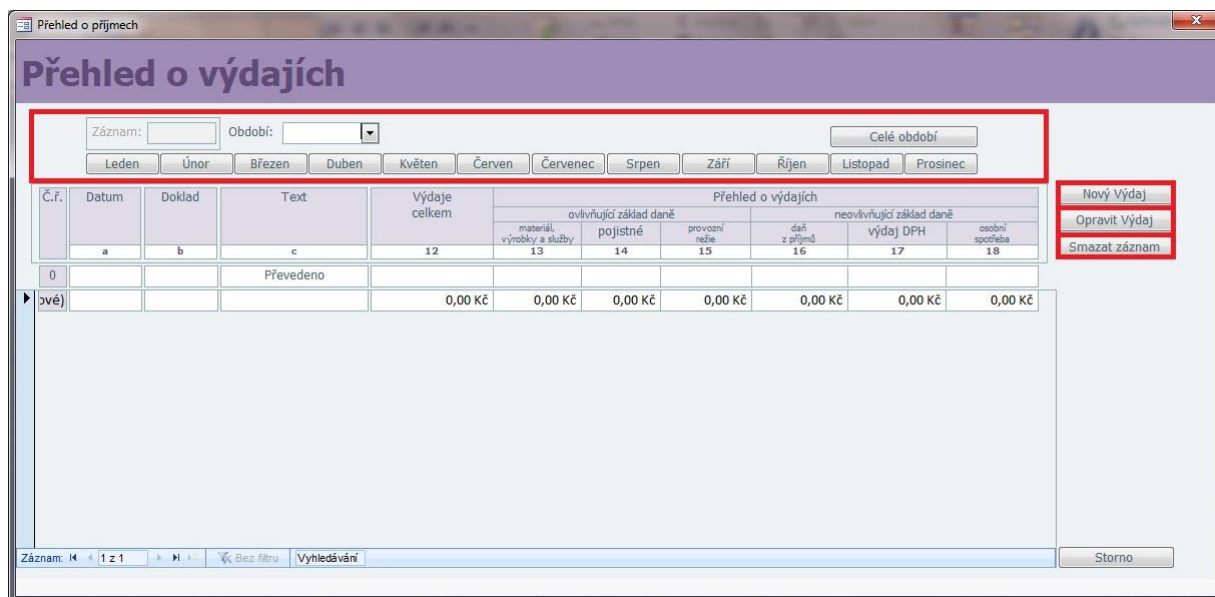 Přehled o příjmech
Přehled o výdajích
Záznam: Období: Celé období
Leden Únor Březen Duben Květen Červen Červenec Srpen Září Říjen Listopad Prosinec
Č.ř. Datum Doklad Text Výdaje celkem Přehled o výdajích
ovlivňující základ daně neovlivňující základ daně
materiál, výrobky a služby pojistné provozní režie daň z příjmů výdaj DPH osobní spotřeba
a b c 12 13 14 15 16 17 18
Nový Výdaj
Opravit Výdaj
Smazat záznam
0 Převedeno
ové) 0,00 Kč 0,00 Kč 0,00 Kč 0,00 Kč 0,00 Kč 0,00 Kč 0,00 Kč
Záznam: 1 z 1 Bez filtru Vyhledávání
Storno